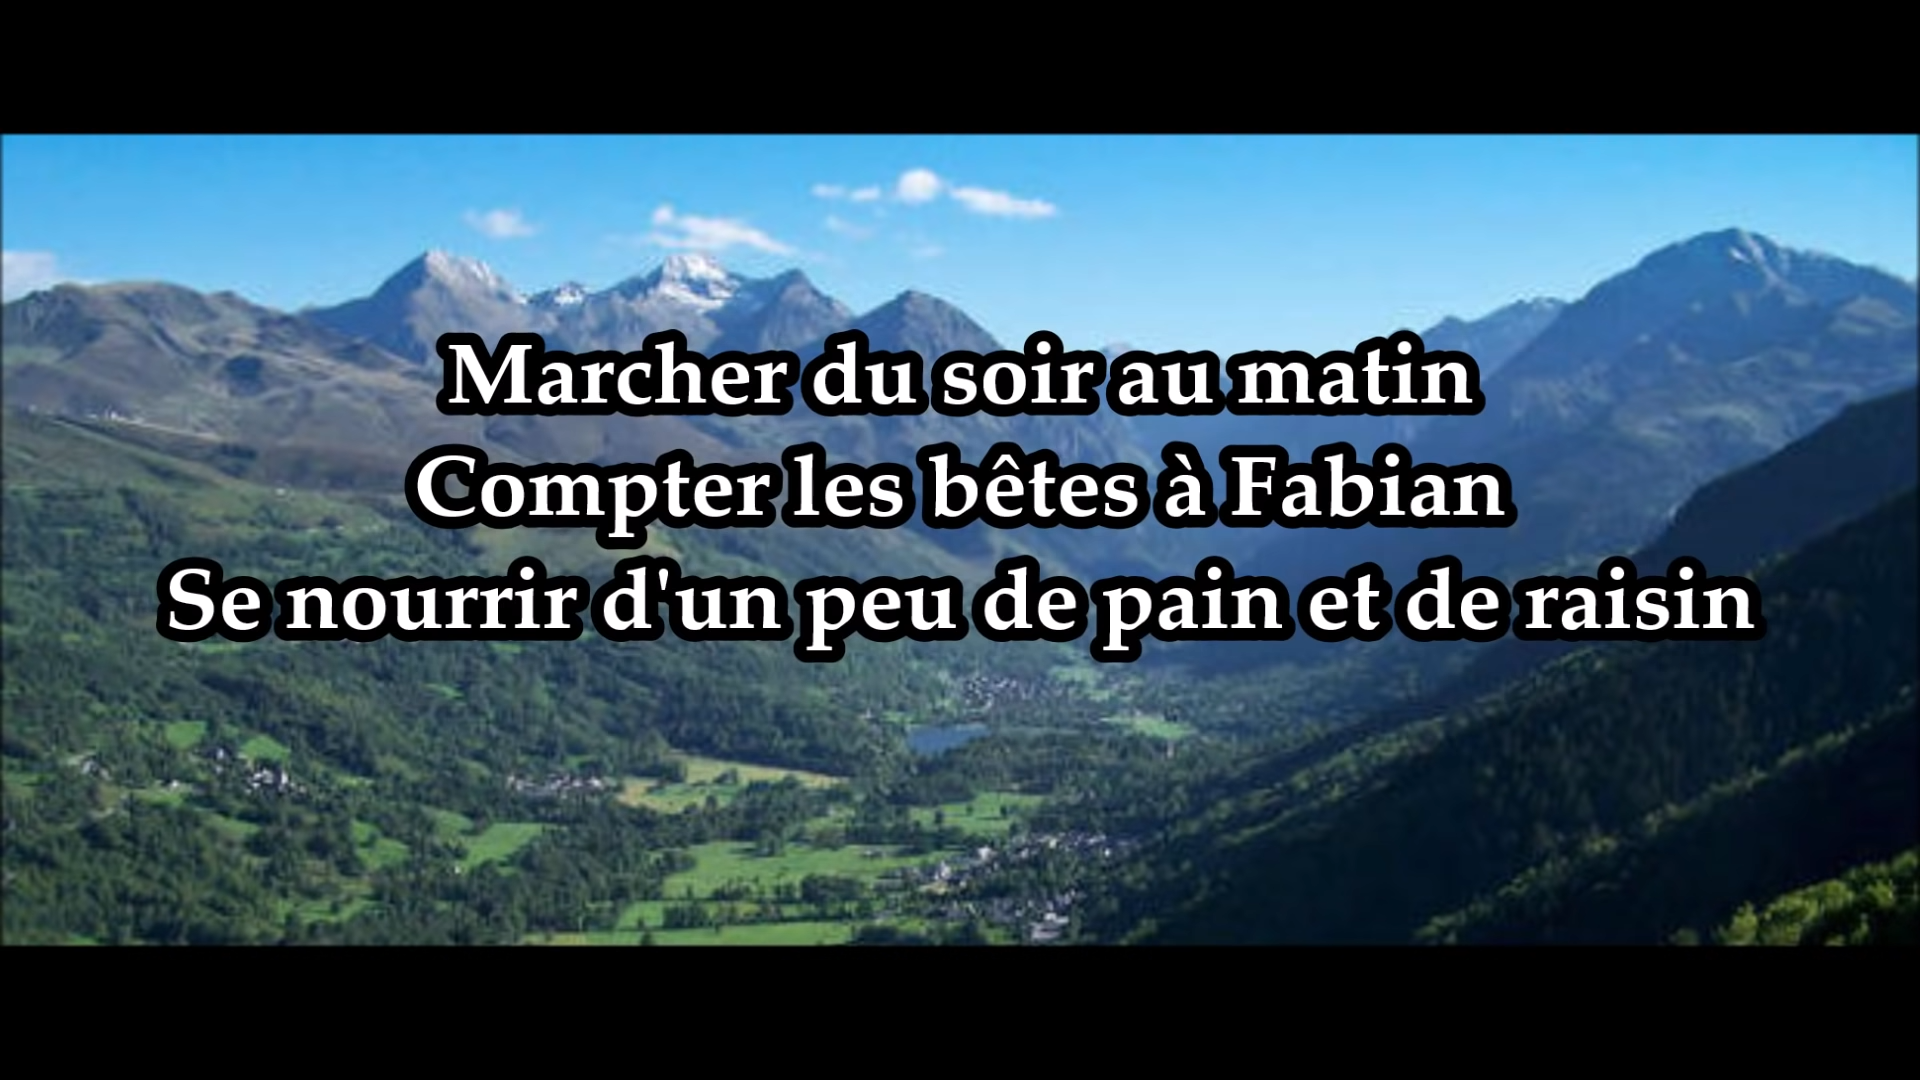 Marcher du soir au matin
Compter les bêtes à Fabian
Se nourrir d'un peu de pain et de raisin